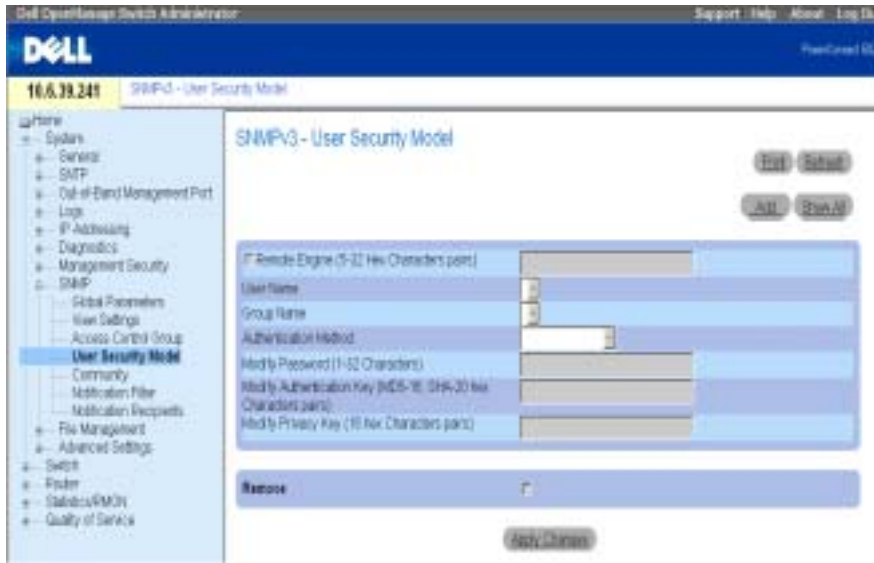 Dell OpenManage Switch Administrator
Support Help About Log
DELL
10.6.39.241
SNMPv3 - User Security Model
Home
System
General
SNTP
Out-of-Band Management Port
Logs
IP Addressing
Diagnostics
Management Security
SNMP
Global Parameters
View Settings
Access Control Group
User Security Model
Community
Notification Filter
Notification Recipients
File Management
Advanced Settings
Switch
Router
Statistics/RMON
Quality of Service
SNMPv3 - User Security Model
Print Refresh
Add Show All
Remote Engine (5-32 Hex Characters pairs)
User Name
Group Name
Authentication Method
Modify Password (1-32 Characters)
Modify Authentication Key (MD5-16; SHA-20 hex Characters pairs)
Modify Privacy Key (16 hex Characters pairs)
Remove
Apply Changes